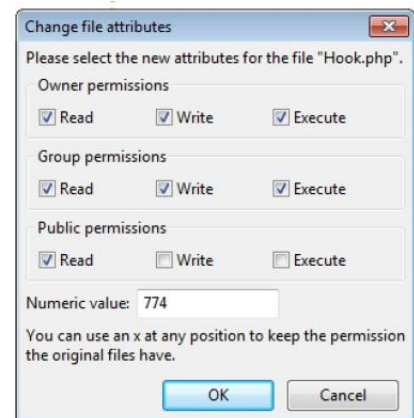 Change file attributes
Please select the new attributes for the file "Hook.php".
Owner permissions
Read Write Execute
Group permissions
Read Write Execute
Public permissions
Read Write Execute
Numeric value: 774
You can use an x at any position to keep the permission
the original files have.
OK Cancel